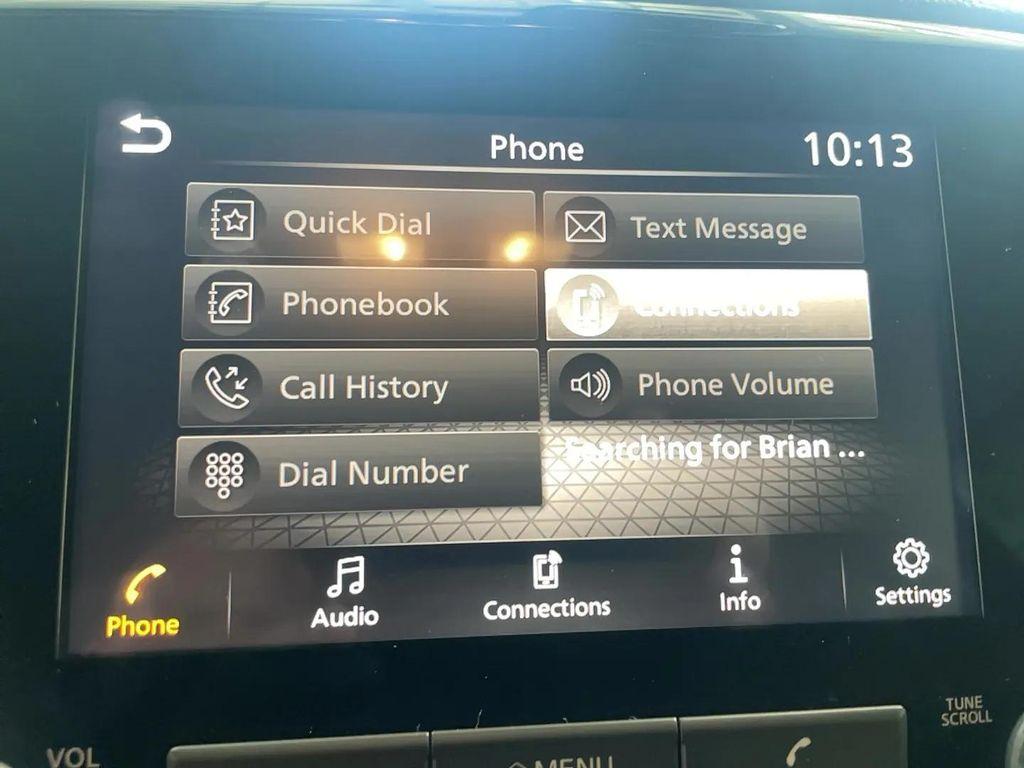 Phone
10:13
Quick Dial
Text Message
Phonebook
Connections
Call History
Phone Volume
Searching for Brian ...
Dial Number
Phone
Audio
Connections
Info
Settings
TUNE
SCROLL
VOL
MENU